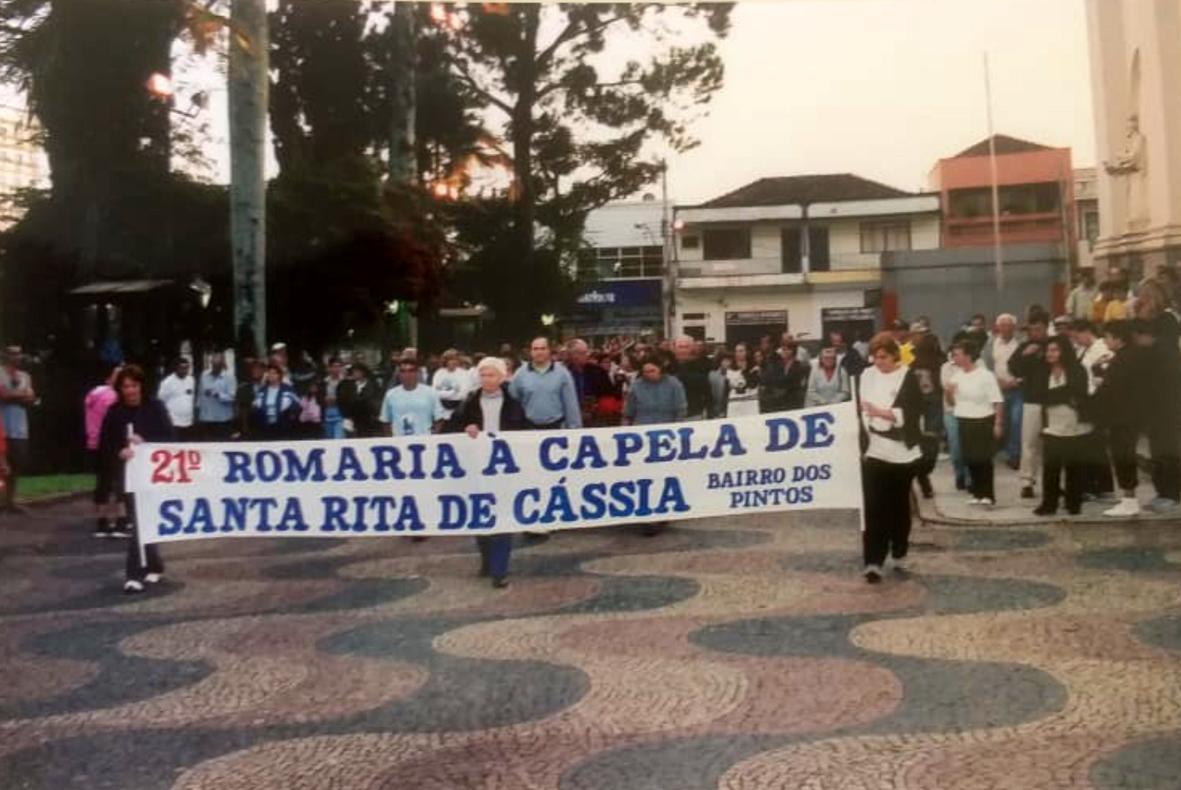 21º ROMARIA À CAPELA DE
SANTA RITA DE CÁSSIA
BAIRRO DOS
PINTOS